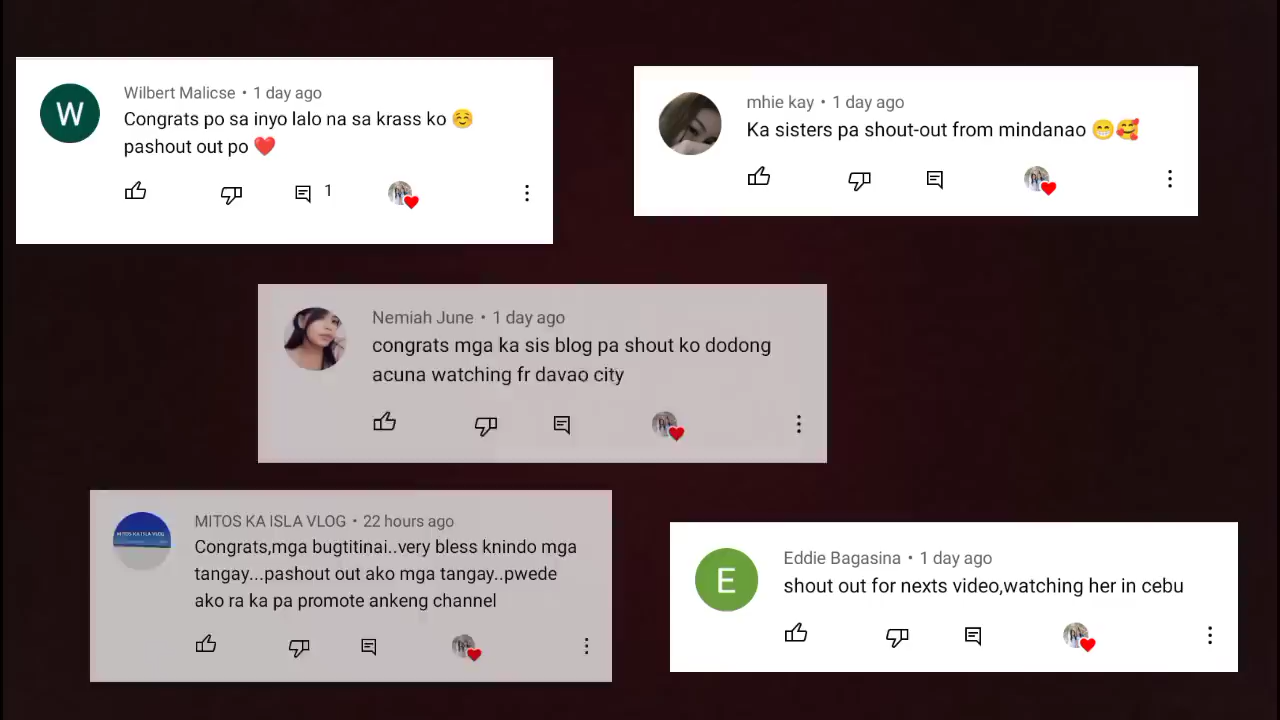 W
Wilbert Malicse • 1 day ago
Congrats po sa inyo lalo na sa krass ko ☺️
pashout out po ❤️
1
mhie kay • 1 day ago
Ka sisters pa shout-out from mindanao 😁🥰
Nemiah June • 1 day ago
congrats mga ka sis blog pa shout ko dodong
acuna watching fr davao city
MITOS KA ISLA VLOG
MITOS KA ISLA VLOG • 22 hours ago
Congrats,mga bugtitinai..very bless knindo mga
tangay...pashout out ako mga tangay..pwede
ako ra ka pa promote ankeng channel
E
Eddie Bagasina • 1 day ago
shout out for nexts video,watching her in cebu